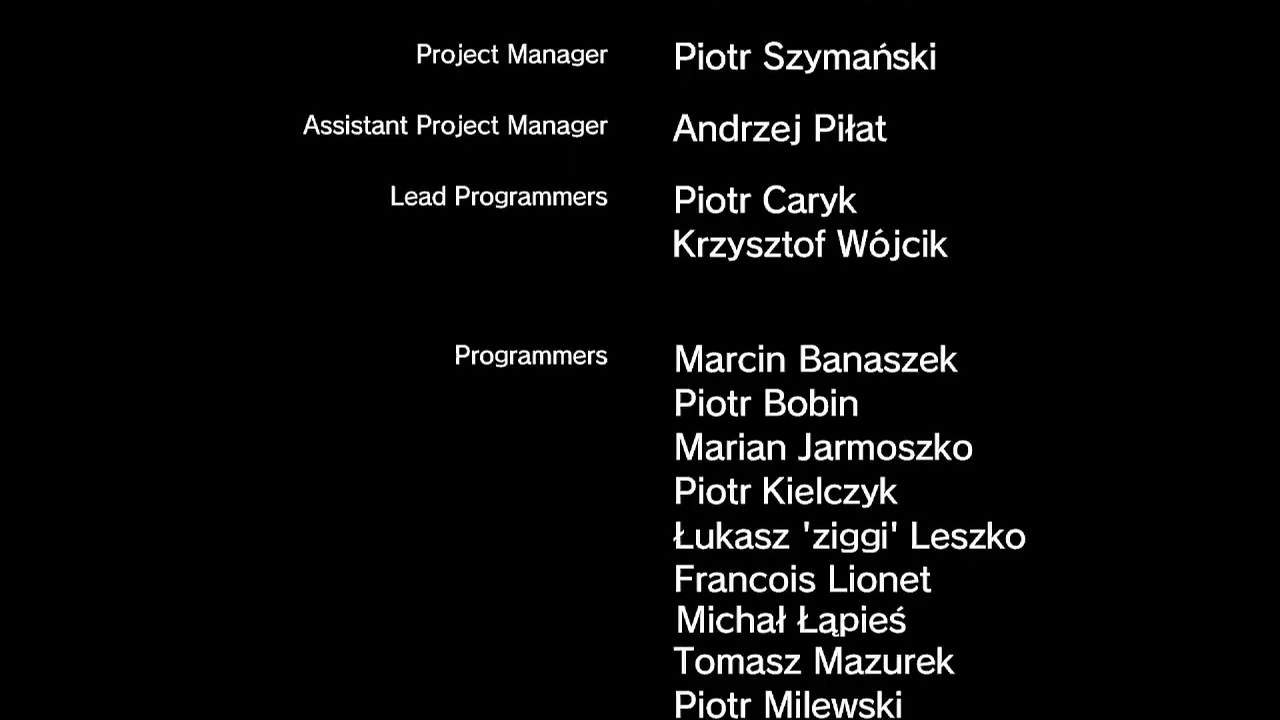 Project Manager Piotr Szymański
Assistant Project Manager Andrzej Piłat
Lead Programmers Piotr Caryk
Krzysztof Wójcik
Programmers Marcin Banaszek
Piotr Bobin
Marian Jarmoszko
Piotr Kielczyk
Łukasz 'ziggi' Leszko
Francois Lionet
Michał Łąpieś
Tomasz Mazurek
Piotr Milewski